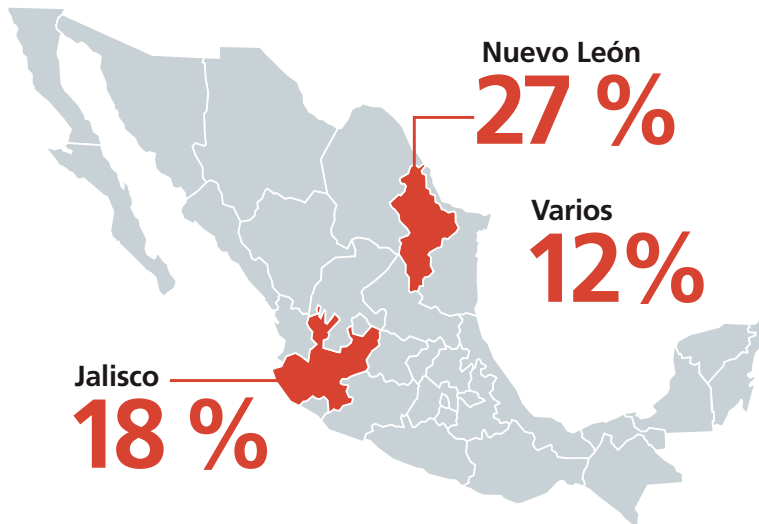 Nuevo León
27 %
Varios
12%
Jalisco
18 %